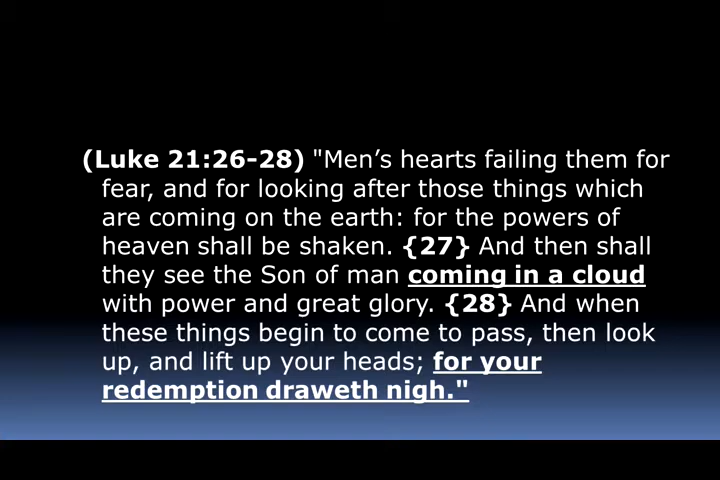 (Luke 21:26-28) "Men’s hearts failing them for
fear, and for looking after those things which
are coming on the earth: for the powers of
heaven shall be shaken. {27} And then shall
they see the Son of man coming in a cloud
with power and great glory. {28} And when
these things begin to come to pass, then look
up, and lift up your heads; for your
redemption draweth nigh."